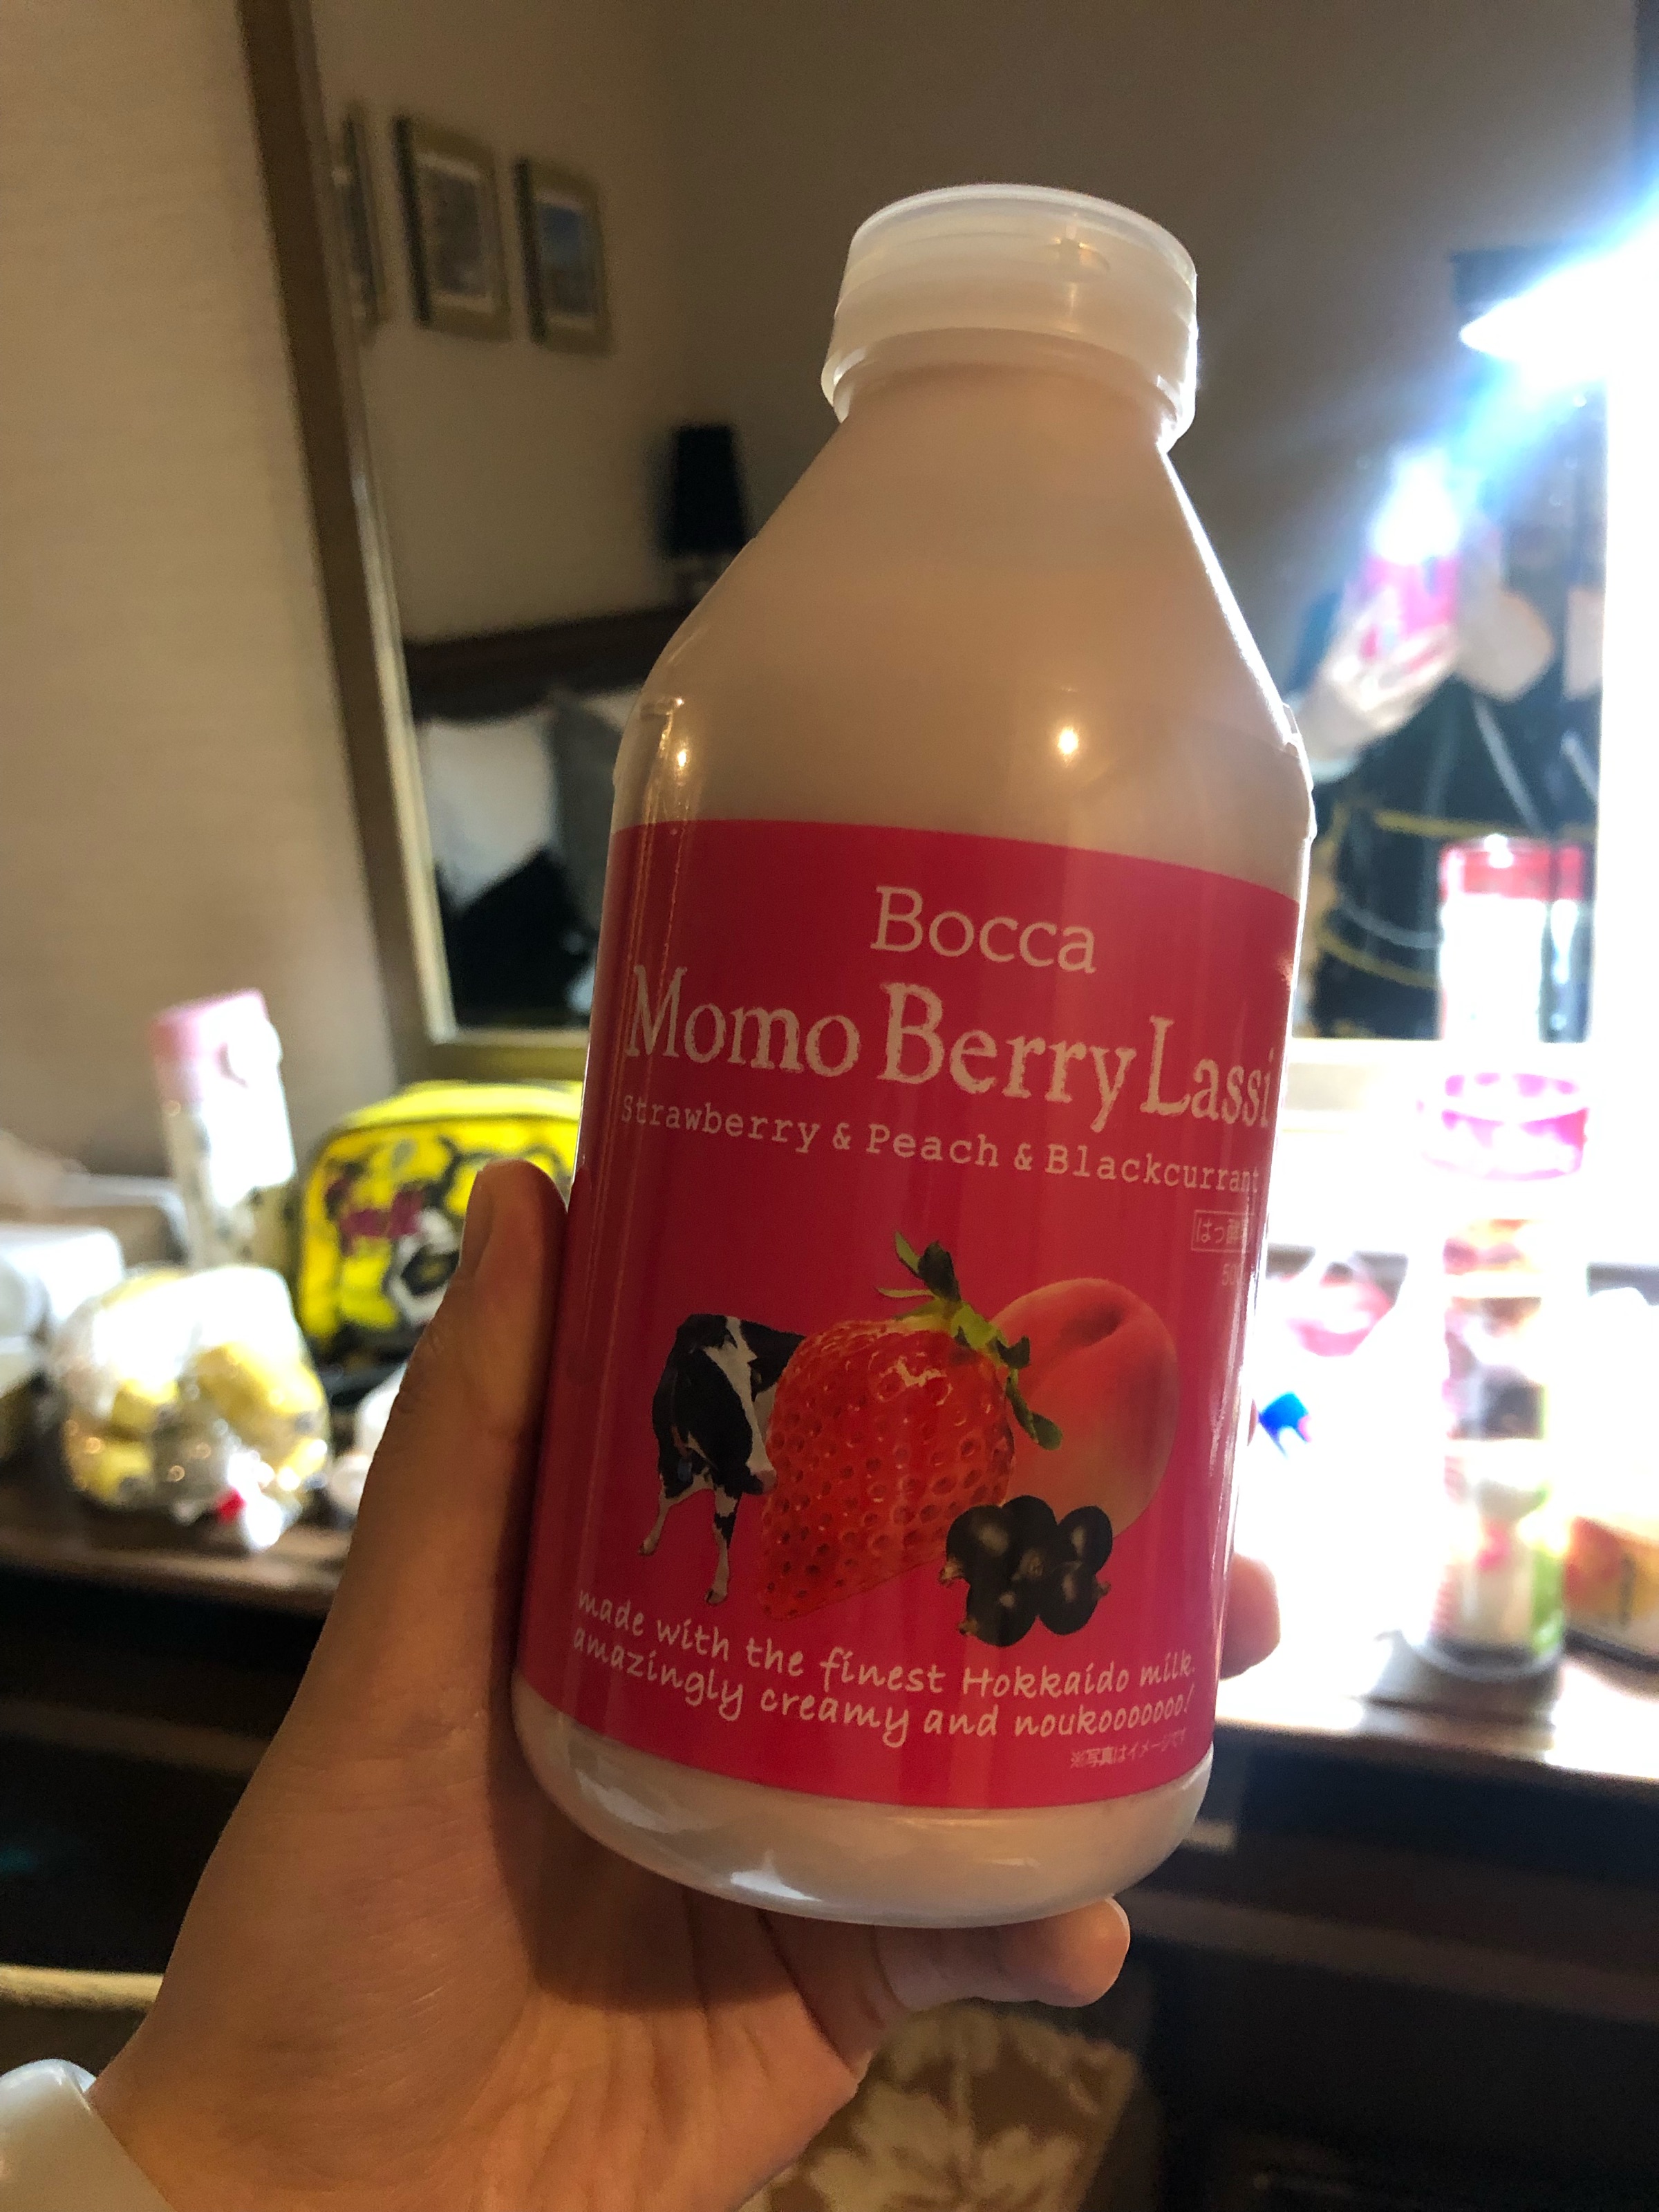 Bocca
Momo Berry Lassi
Strawberry & Peach & Blackcurrant
made with the finest Hokkaido milk.
amazingly creamy and noukooooooo!
※写真はイメージです